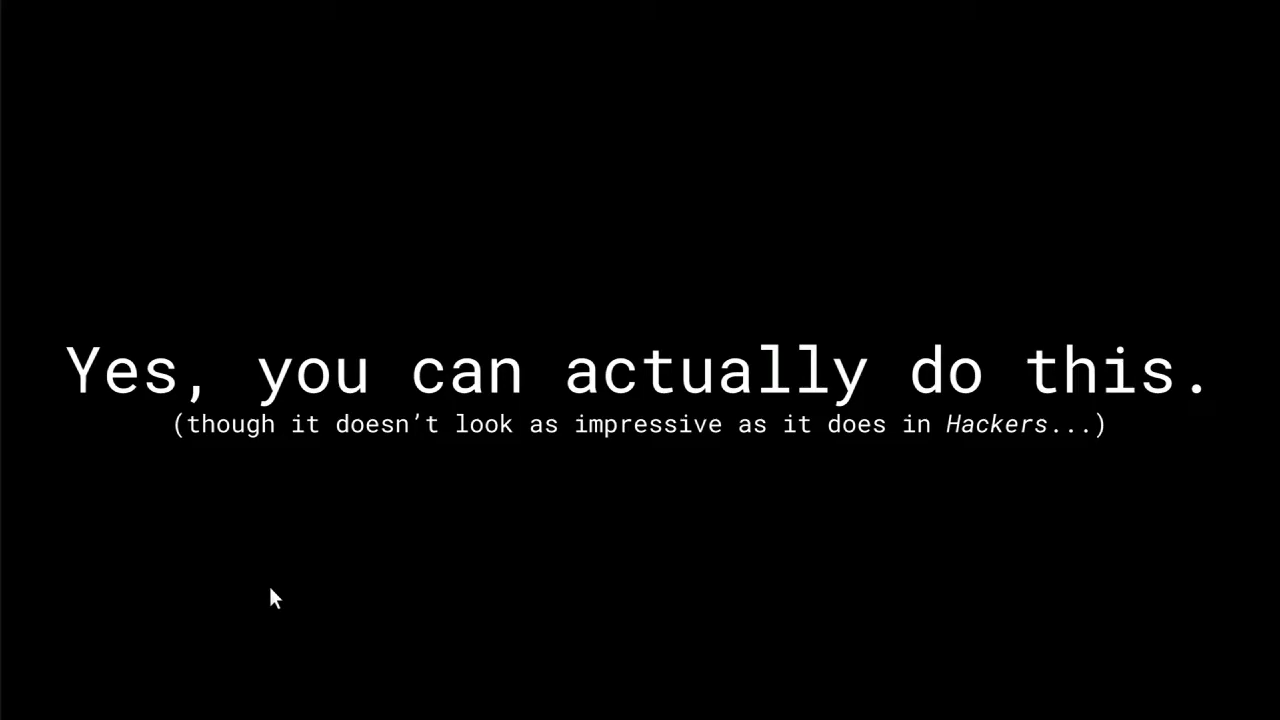 Yes, you can actually do this.
(though it doesn’t look as impressive as it does in Hackers...)